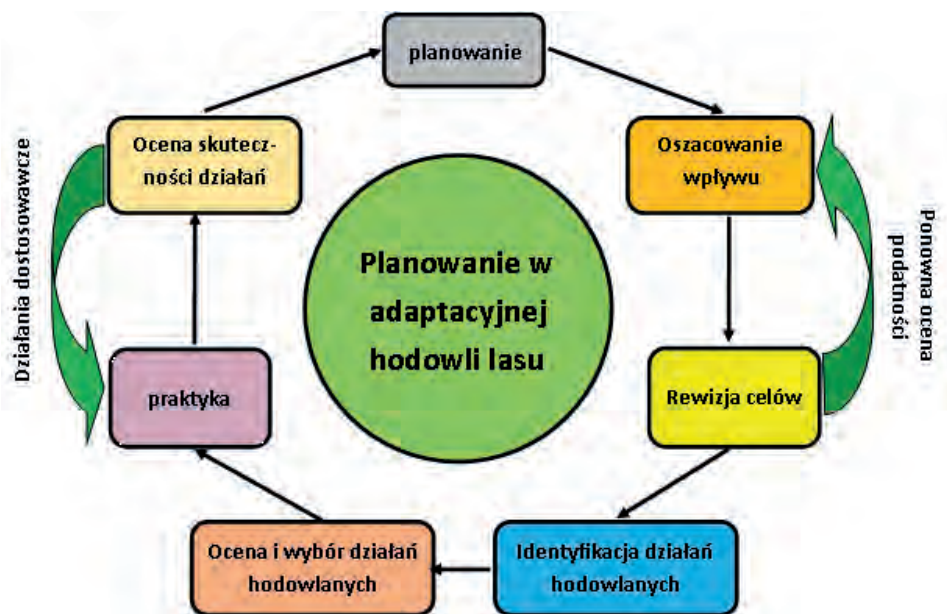 planowanie
Ocena skutecz-
ności działań
Oszacowanie
wpływu
Działania dostosowawcze
Ponowna ocena
podatności
Planowanie w
adaptacyjnej
hodowli lasu
praktyka
Rewizja celów
Ocena i wybór działań
hodowlanych
Identyfikacja działań
hodowlanych